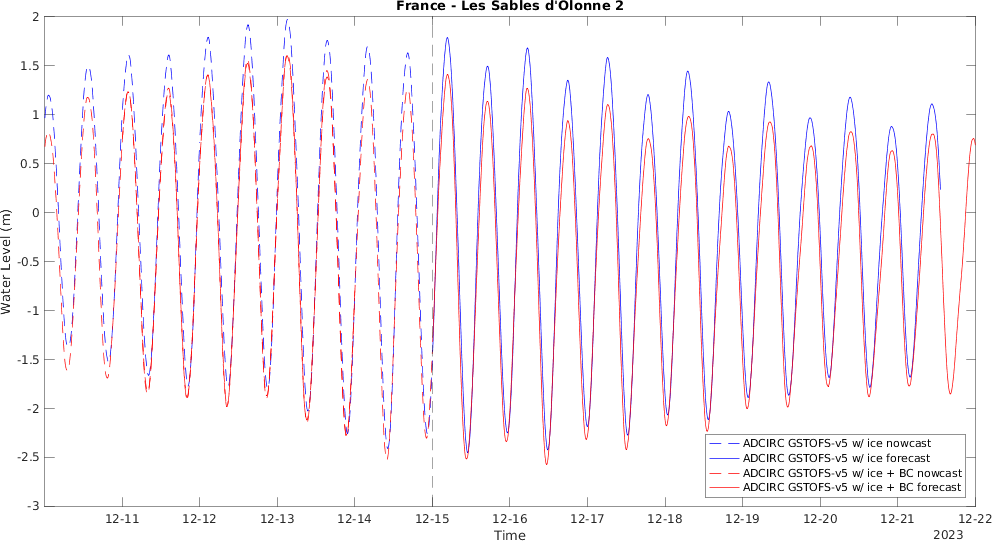 France - Les Sables d'Olonne 2
2
1.5
1
0.5
0
-0.5
-1
-1.5
-2
-2.5
-3
Water Level (m)
ADCIRC GSTOFS-v5 w/ ice nowcast
ADCIRC GSTOFS-v5 w/ ice forecast
ADCIRC GSTOFS-v5 w/ ice + BC nowcast
ADCIRC GSTOFS-v5 w/ ice + BC forecast
12-11 12-12 12-13 12-14 12-15 12-16 12-17 12-18 12-19 12-20 12-21 12-22
Time
2023